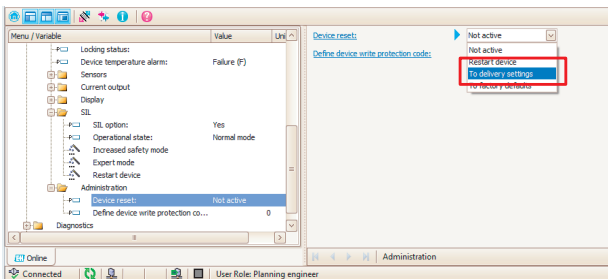 Menu / Variable Value Uni
Locking status:
Device temperature alarm: Failure (F)
Sensors
Current output
Display
SIL
SIL option: Yes
Operational state: Normal mode
Increased safety mode
Expert mode
Restart device
Administration
Device reset: Not active
Define device write protection co... 0
Diagnostics
Online
Device reset: Not active
Define device write protection code:
Not active
Restart device
To delivery settings
To factory defaults
Administration
Connected User Role: Planning engineer